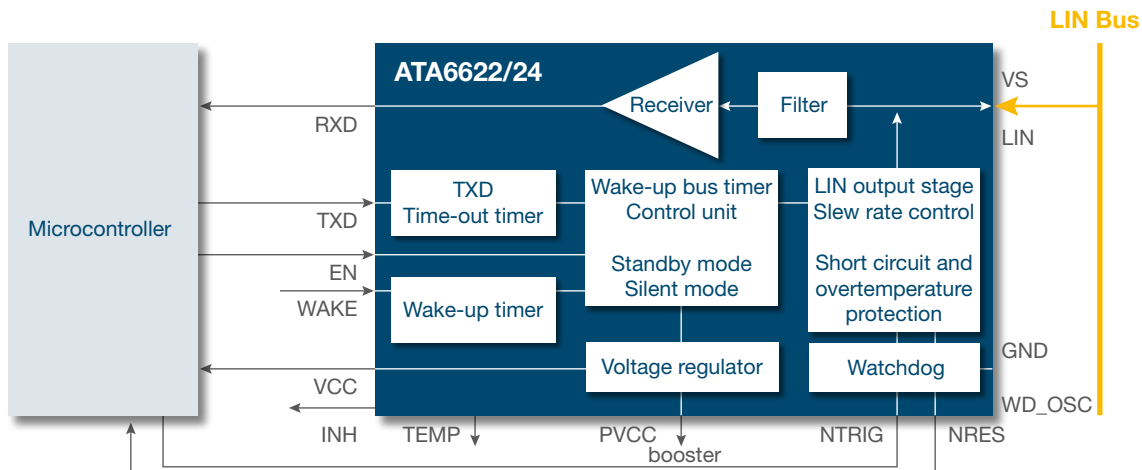 LIN Bus
ATA6622/24
VS
Receiver
Filter
RXD
LIN
TXD
Time-out timer
Wake-up bus timer
Control unit
LIN output stage
Slew rate control
Microcontroller
TXD
Standby mode
Silent mode
Short circuit and
overtemperature
protection
EN
WAKE
Wake-up timer
GND
Voltage regulator
Watchdog
VCC
WD_OSC
INH
TEMP
PVCC
NTRIG
NRES
booster